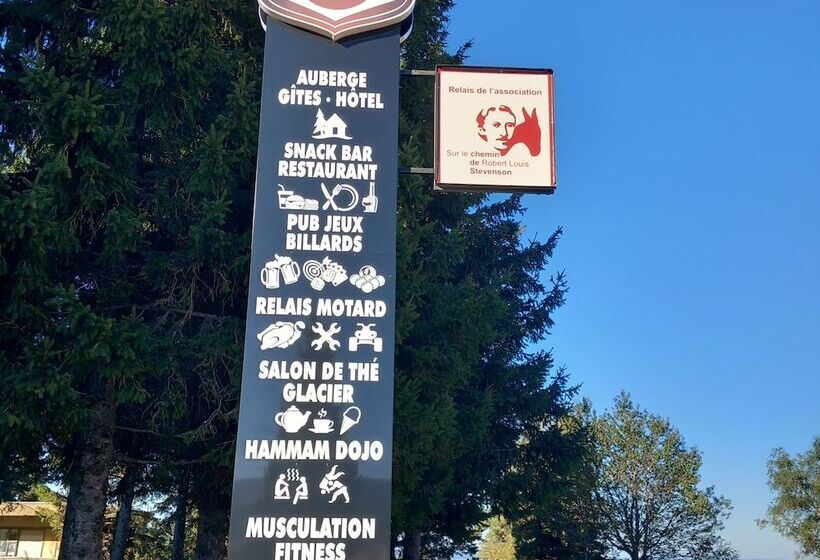 AUBERGE
GÎTES · HÔTEL
SNACK BAR
RESTAURANT
PUB JEUX
BILLARDS
RELAIS MOTARD
SALON DE THÉ
GLACIER
HAMMAM DOJO
MUSCULATION
FITNESS
Relais de l'association
Sur le chemin
de Robert Louis
Stevenson